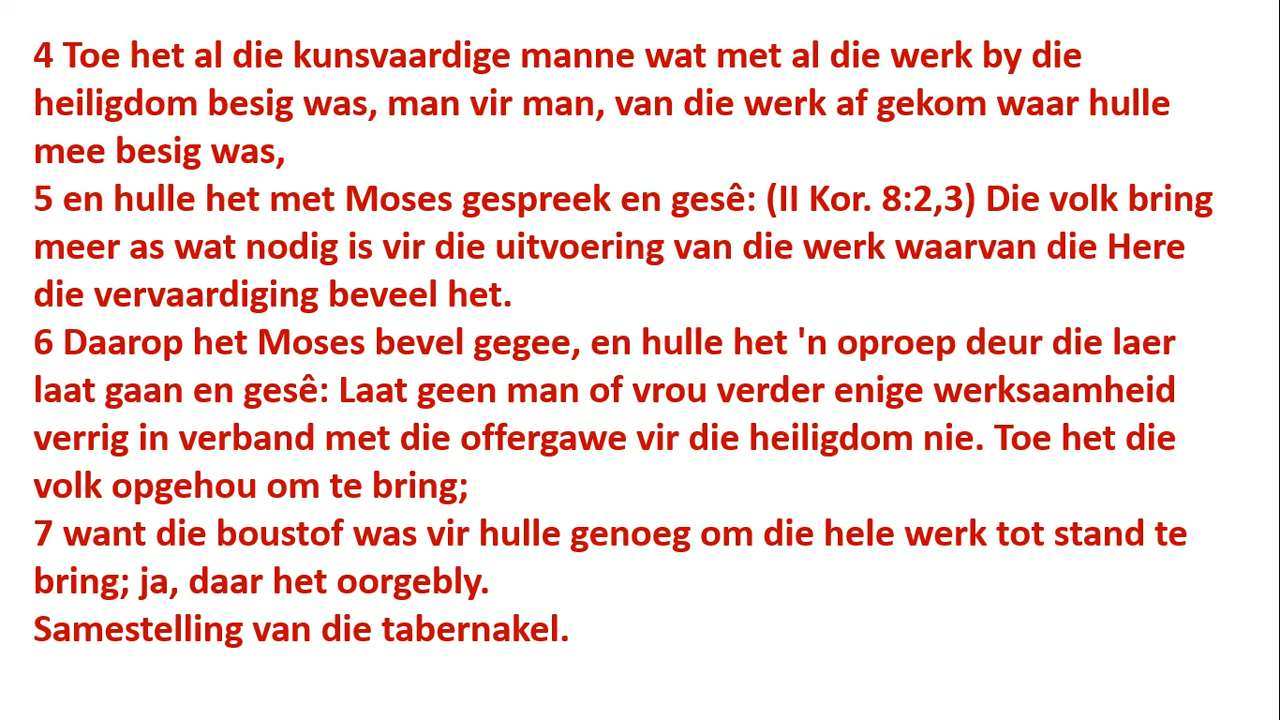 4 Toe het al die kunsvaardige manne wat met al die werk by die
heiligdom besig was, man vir man, van die werk af gekom waar hulle
mee besig was,
5 en hulle het met Moses gespreek en gesê: (II Kor. 8:2,3) Die volk bring
meer as wat nodig is vir die uitvoering van die werk waarvan die Here
die vervaardiging beveel het.
6 Daarop het Moses bevel gegee, en hulle het 'n oproep deur die laer
laat gaan en gesê: Laat geen man of vrou verder enige werksaamheid
verrig in verband met die offergawe vir die heiligdom nie. Toe het die
volk opgehou om te bring;
7 want die boustof was vir hulle genoeg om die hele werk tot stand te
bring; ja, daar het oorgebly.
Samestelling van die tabernakel.